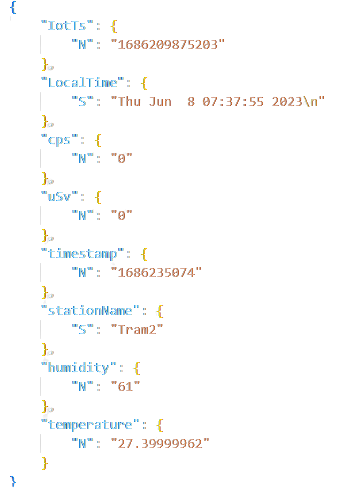 {
"IotTs": {
"N": "1686209875203"
},
"LocalTime": {
"S": "Thu Jun  8 07:37:55 2023\n"
},
"cps": {
"N": "0"
},
"uSv": {
"N": "0"
},
"timestamp": {
"N": "1686235074"
},
"stationName": {
"S": "Tram2"
},
"humidity": {
"N": "61"
},
"temperature": {
"N": "27.39999962"
}
}